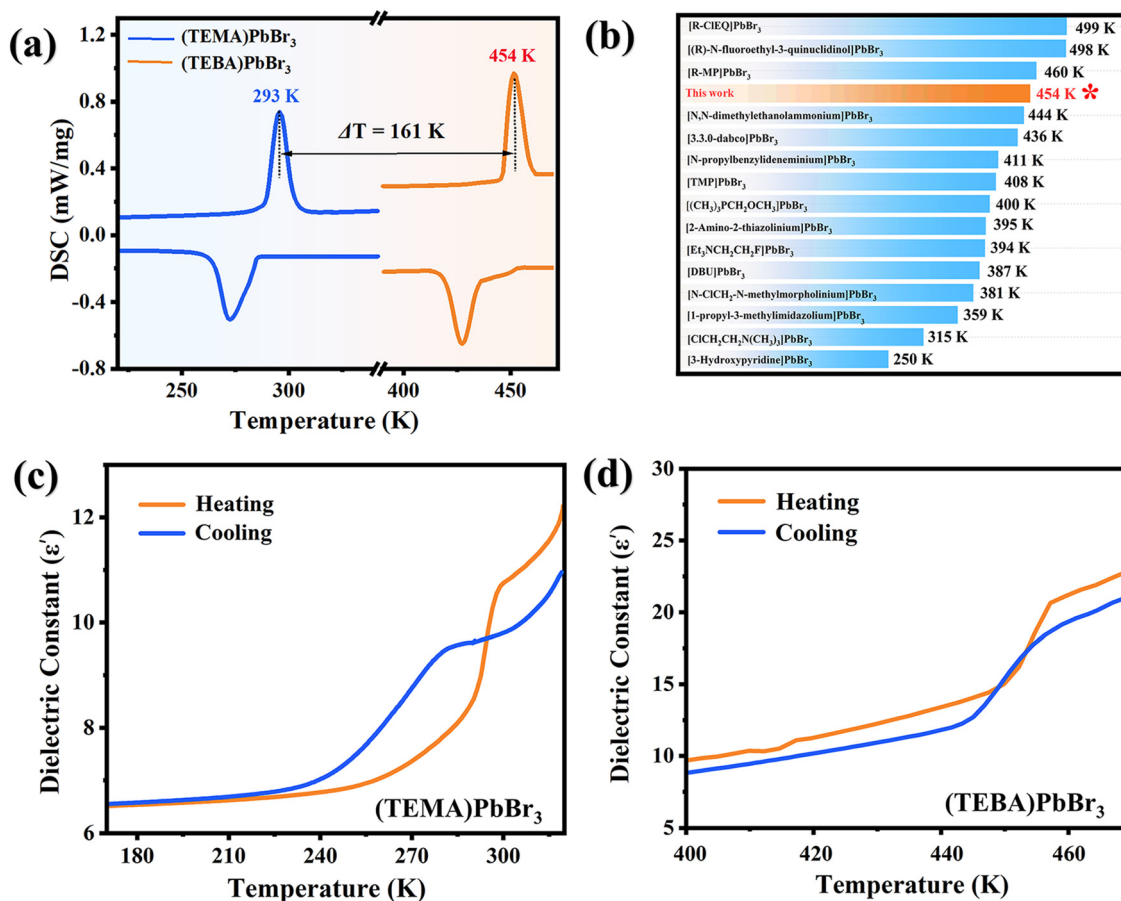 (a)
1.2
0.8
0.4
0.0
-0.4
-0.8
DSC (mW/mg)
(TEMA)PbBr₃
(TEBA)PbBr₃
293 K
454 K
ΔT = 161 K
250
300
400
450
Temperature (K)
(b)
[R-ClEQ]PbBr₃ 499 K
[(R)-N-fluoroethyl-3-quinuclidinol]PbBr₃ 498 K
[R-MP]PbBr₃ 460 K
This work 454 K *
[N,N-dimethylethanolammonium]PbBr₃ 444 K
[3.3.0-dabco]PbBr₃ 436 K
[N-propylbenzylideneminium]PbBr₃ 411 K
[TMP]PbBr₃ 408 K
[(CH₃)₃PCH₂OCH₃]PbBr₃ 400 K
[2-Amino-2-thiazolinium]PbBr₃ 395 K
[Et₃NCH₂CH₂F]PbBr₃ 394 K
[DBU]PbBr₃ 387 K
[N-ClCH₂-N-methylmorpholinium]PbBr₃ 381 K
[1-propyl-3-methylimidazolium]PbBr₃ 359 K
[ClCH₂CH₂N(CH₃)₃]PbBr₃ 315 K
[3-Hydroxypyridine]PbBr₃ 250 K
(c)
12
10
8
6
Dielectric Constant (ε')
Heating
Cooling
(TEMA)PbBr₃
180
210
240
270
300
Temperature (K)
(d)
30
25
20
15
10
5
Dielectric Constant (ε')
Heating
Cooling
(TEBA)PbBr₃
400
420
440
460
Temperature (K)